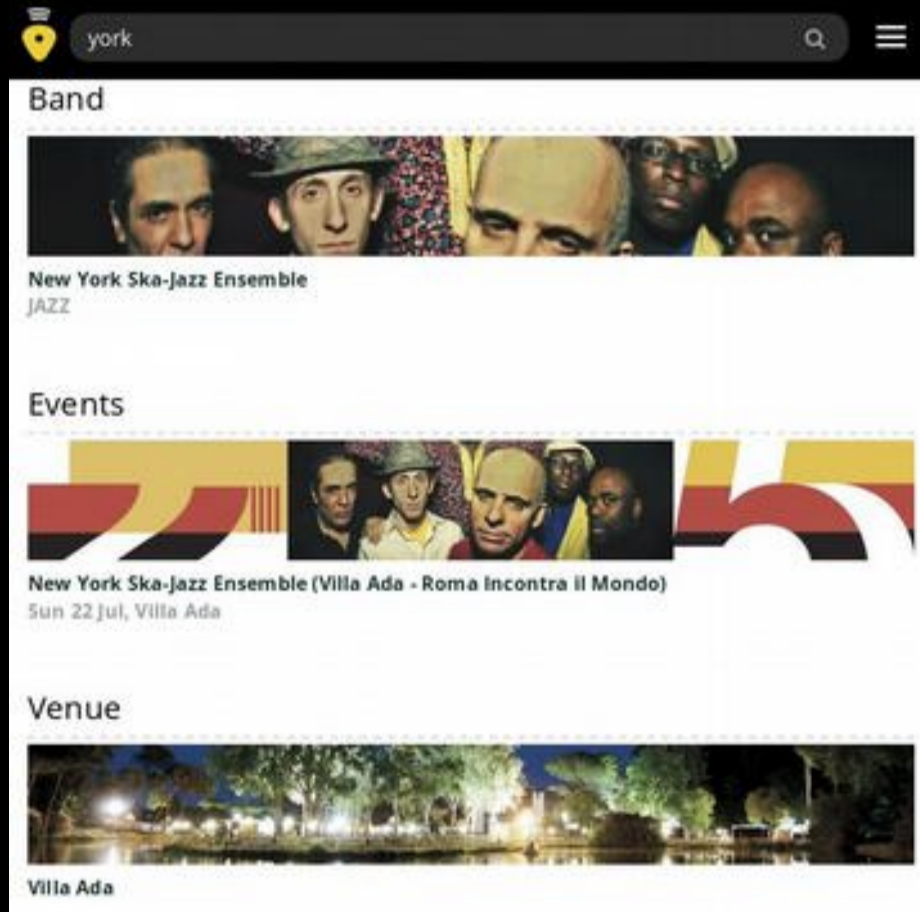 york
Band
New York Ska-Jazz Ensemble
JAZZ
Events
New York Ska-Jazz Ensemble (Villa Ada - Roma Incontra il Mondo)
Sun 22 Jul, Villa Ada
Venue
Villa Ada